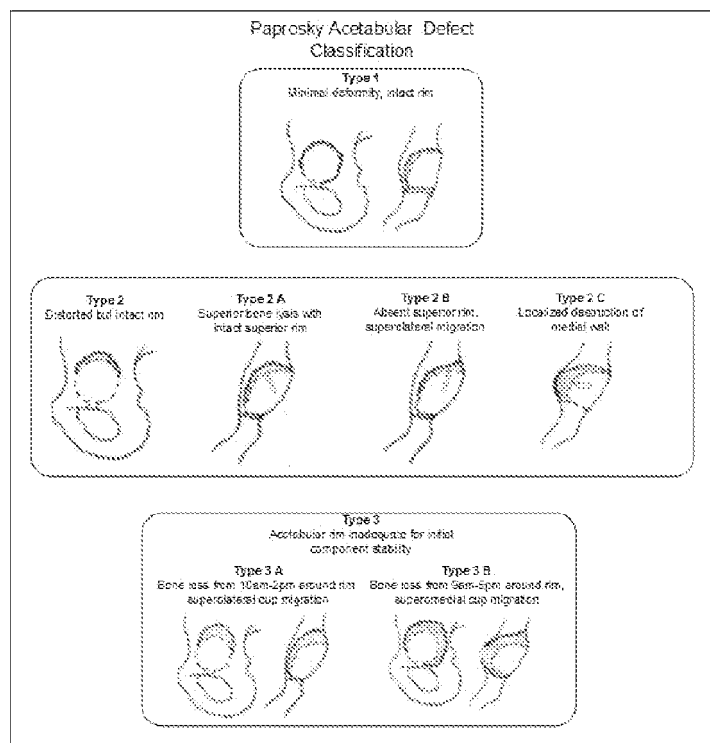 Paprosky Acetabular Defect
Classification
Type 1
Minimal deformity, intact rim
Type 2
Distorted but intact rim
Type 2 A
Superior bone lysis with
intact superior rim
Type 2 B
Absent superior rim,
superolateral migration
Type 2 C
Localized destruction of
medial wall
Type 3
Acetabular rim inadequate for initial
component stability
Type 3 A
Bone loss from 10am-2pm around rim
superolateral cup migration
Type 3 B
Bone loss from 9am-5pm around rim,
superomedial cup migration